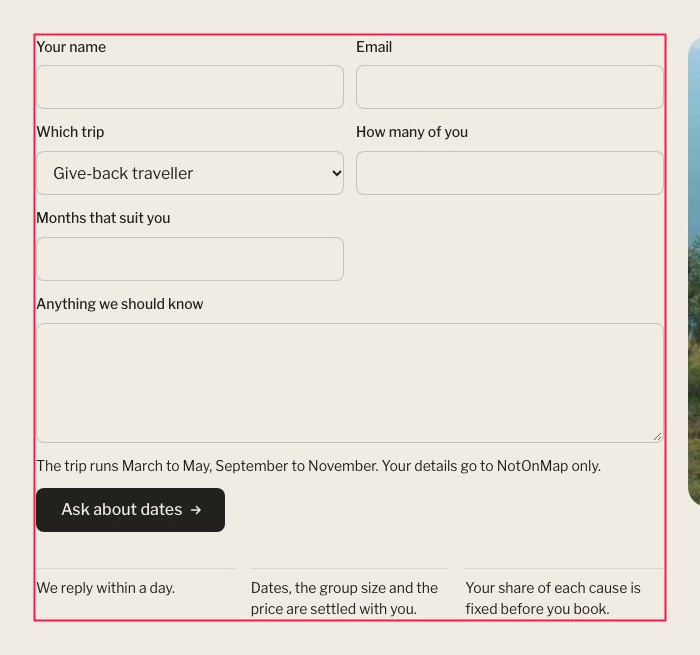 Your name
Email
Which trip
How many of you
Give-back traveller
Months that suit you
Anything we should know
The trip runs March to May, September to November. Your details go to NotOnMap only.
Ask about dates →
We reply within a day.
Dates, the group size and the
price are settled with you.
Your share of each cause is
fixed before you book.